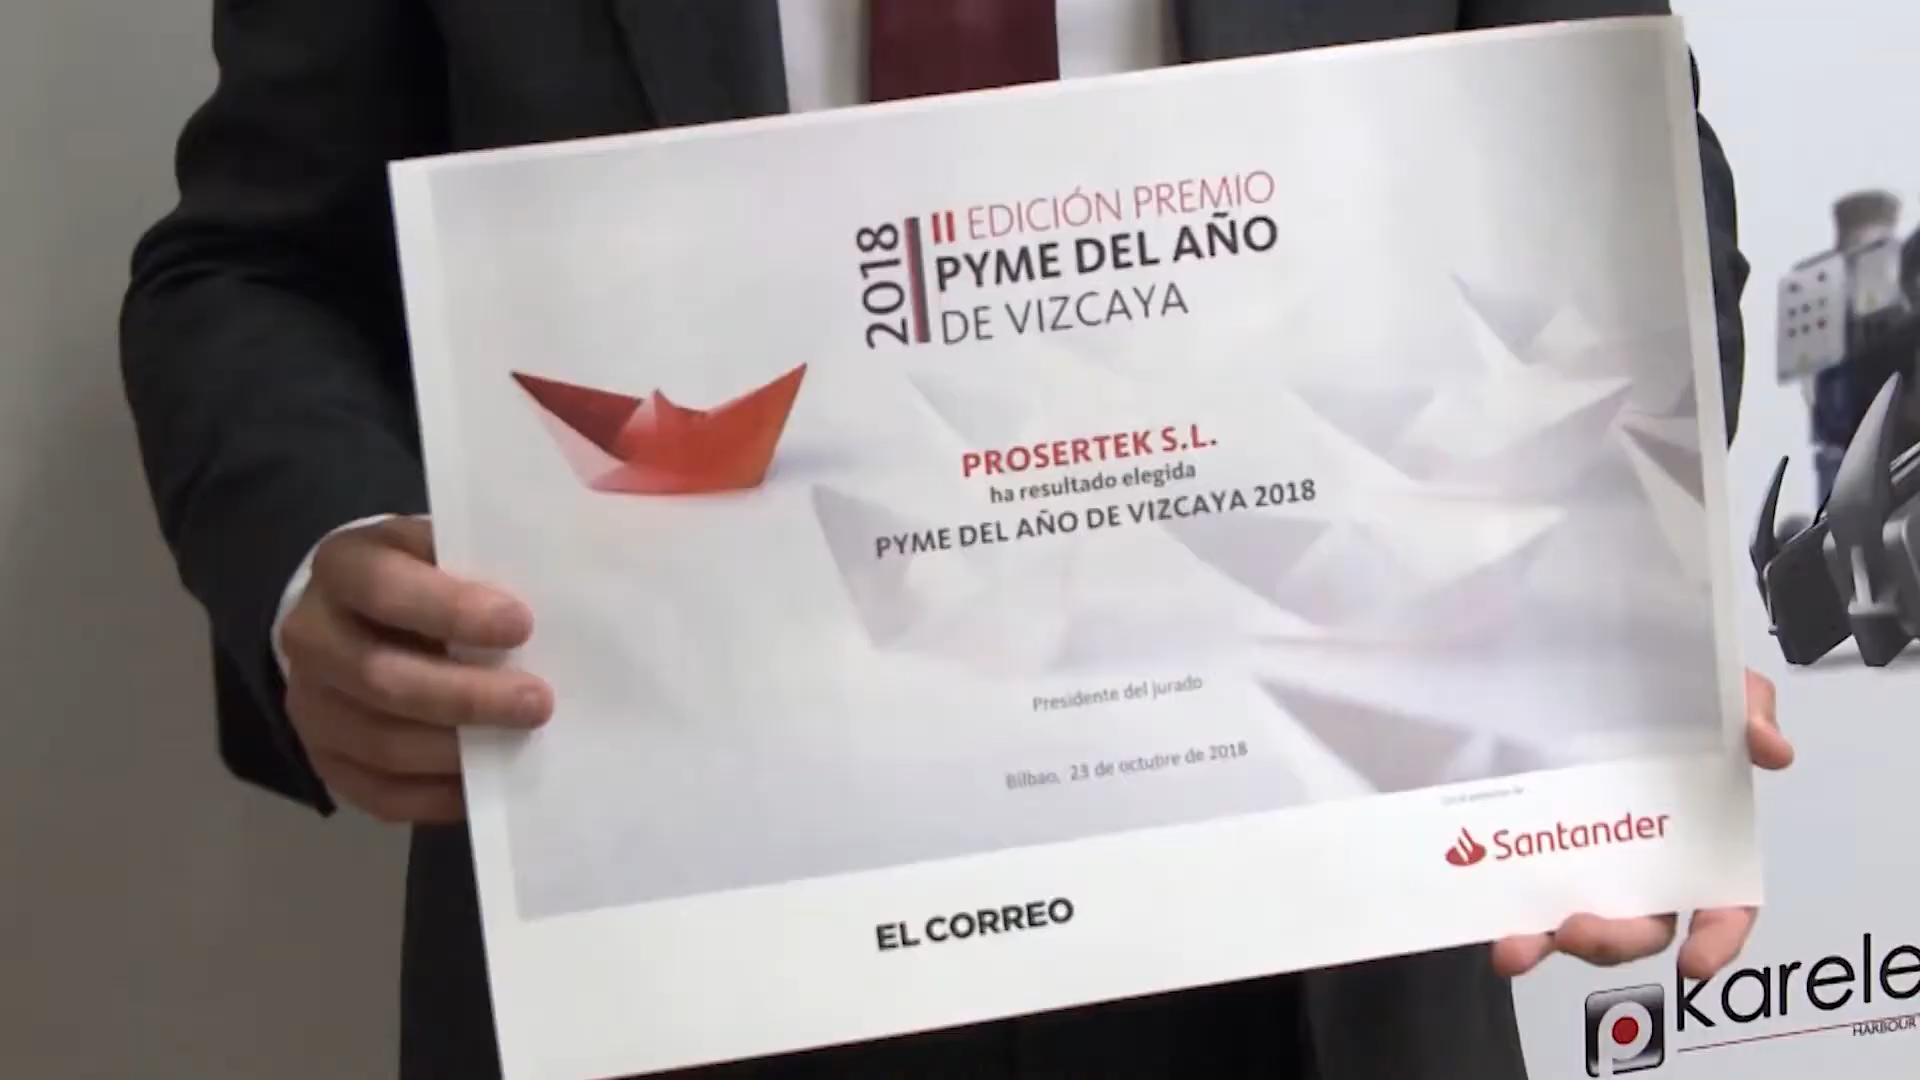 2018
II EDICIÓN PREMIO
PYME DEL AÑO
DE VIZCAYA
PROSERTEK S.L.
ha resultado elegida
PYME DEL AÑO DE VIZCAYA 2018
Presidente del jurado
Bilbao, 23 de octubre de 2018
Santander
EL CORREO
karele
HARBOUR